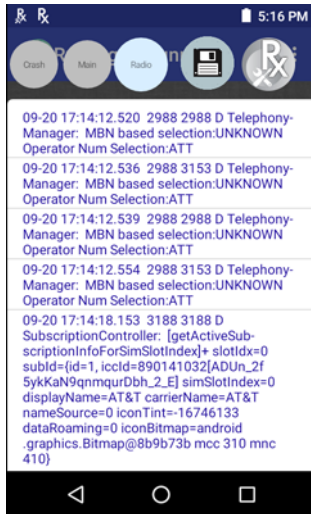 5:16 PM
Crash
Main
Radio
09-20 17:14:12.520 2988 2988 D Telephony-
Manager: MBN based selection:UNKNOWN
Operator Num Selection:ATT
09-20 17:14:12.536 2988 3153 D Telephony-
Manager: MBN based selection:UNKNOWN
Operator Num Selection:ATT
09-20 17:14:12.539 2988 2988 D Telephony-
Manager: MBN based selection:UNKNOWN
Operator Num Selection:ATT
09-20 17:14:12.554 2988 3153 D Telephony-
Manager: MBN based selection:UNKNOWN
Operator Num Selection:ATT
09-20 17:14:18.153 3188 3188 D
SubscriptionController: [getActiveSub-
scriptionInfoForSimSlotIndex]+ slotIdx=0
subId={id=1, iccId=890141032[ADUn_2f
5ykKaN9qnmqurDbh_2_E] simSlotIndex=0
displayName=AT&T carrierName=AT&T
nameSource=0 iconTint=-16746133
dataRoaming=0 iconBitmap=android
.graphics.Bitmap@8b9b73b mcc 310 mnc
410}